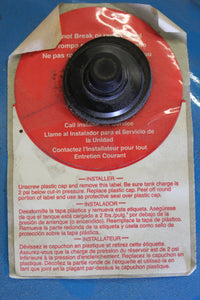 not Break or
rompa
Ne pas
Call Installer
Llame al Instalador para el Servicio de
la Unidad
Contactez l'Installateur pour tout
Entretien Courant
INSTALLER
Unscrew plastic cap and remove this label. Be sure tank charge is
2 psi below cut-in pressure. Replace plastic cap. Peel off round
portion of label and use as protective seal over plastic cap.
INSTALADOR
Desatornille la tapa plástica y remueva esta etiqueta. Asegúrese
de que el tanque está cargado a 2 lbs./pulg.² por debajo de la
tensión de arranque. Reemplace la tapa de plástico.
Remueva la parte redonda de la etiqueta y úsela como sello de
protección sobre la tapa plástica.
INSTALLATEUR
Dévissez le capuchon en plastique et retirez cette étiquette.
Assurez-vous que la charge de pression du réservoir est de 2 psi
inférieure à la pression d'enclenchement. Replacez le capuchon en
plastique. Décollez la partie ronde de l'étiquette et utilisez-la en
tant que joint en la plaçant par-dessus le capuchon plastique.